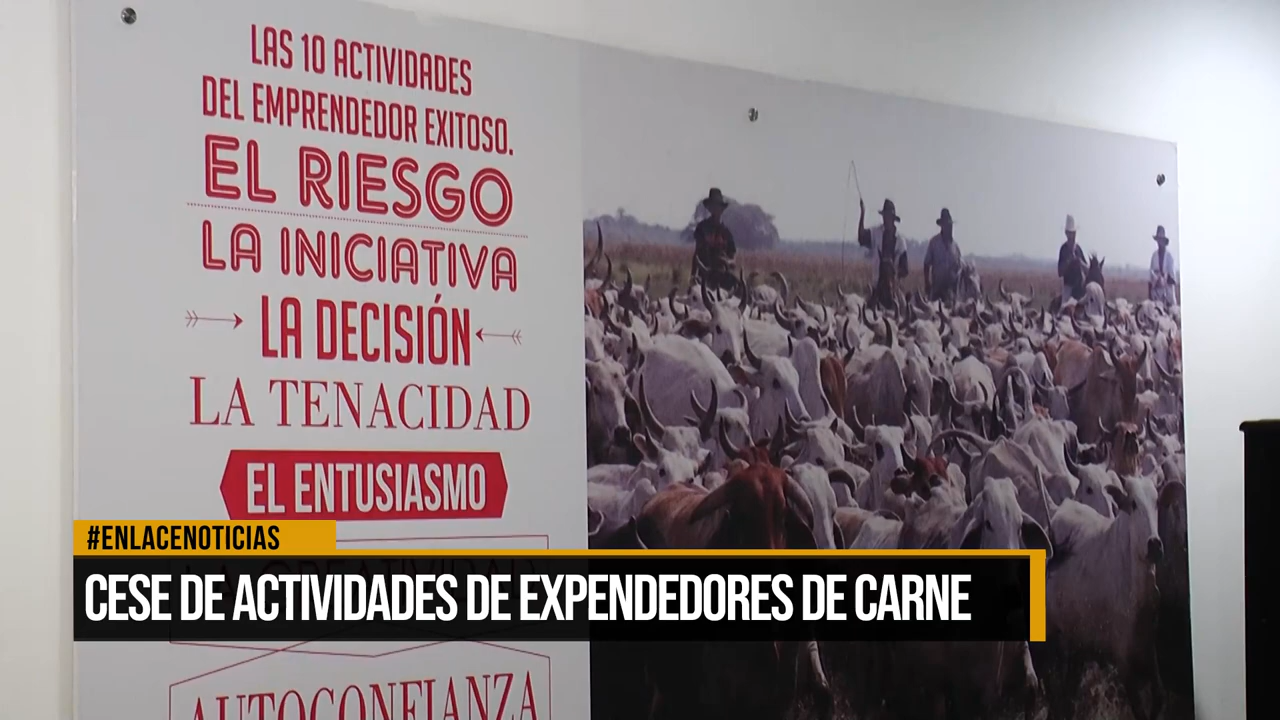 LAS 10 ACTIVIDADES
DEL EMPRENDEDOR EXITOSO.
EL RIESGO
LA INICIATIVA
LA DECISIÓN
LA TENACIDAD
EL ENTUSIASMO
#ENLACENOTICIAS
CESE DE ACTIVIDADES DE EXPENDEDORES DE CARNE
AUTOCONFIANZA